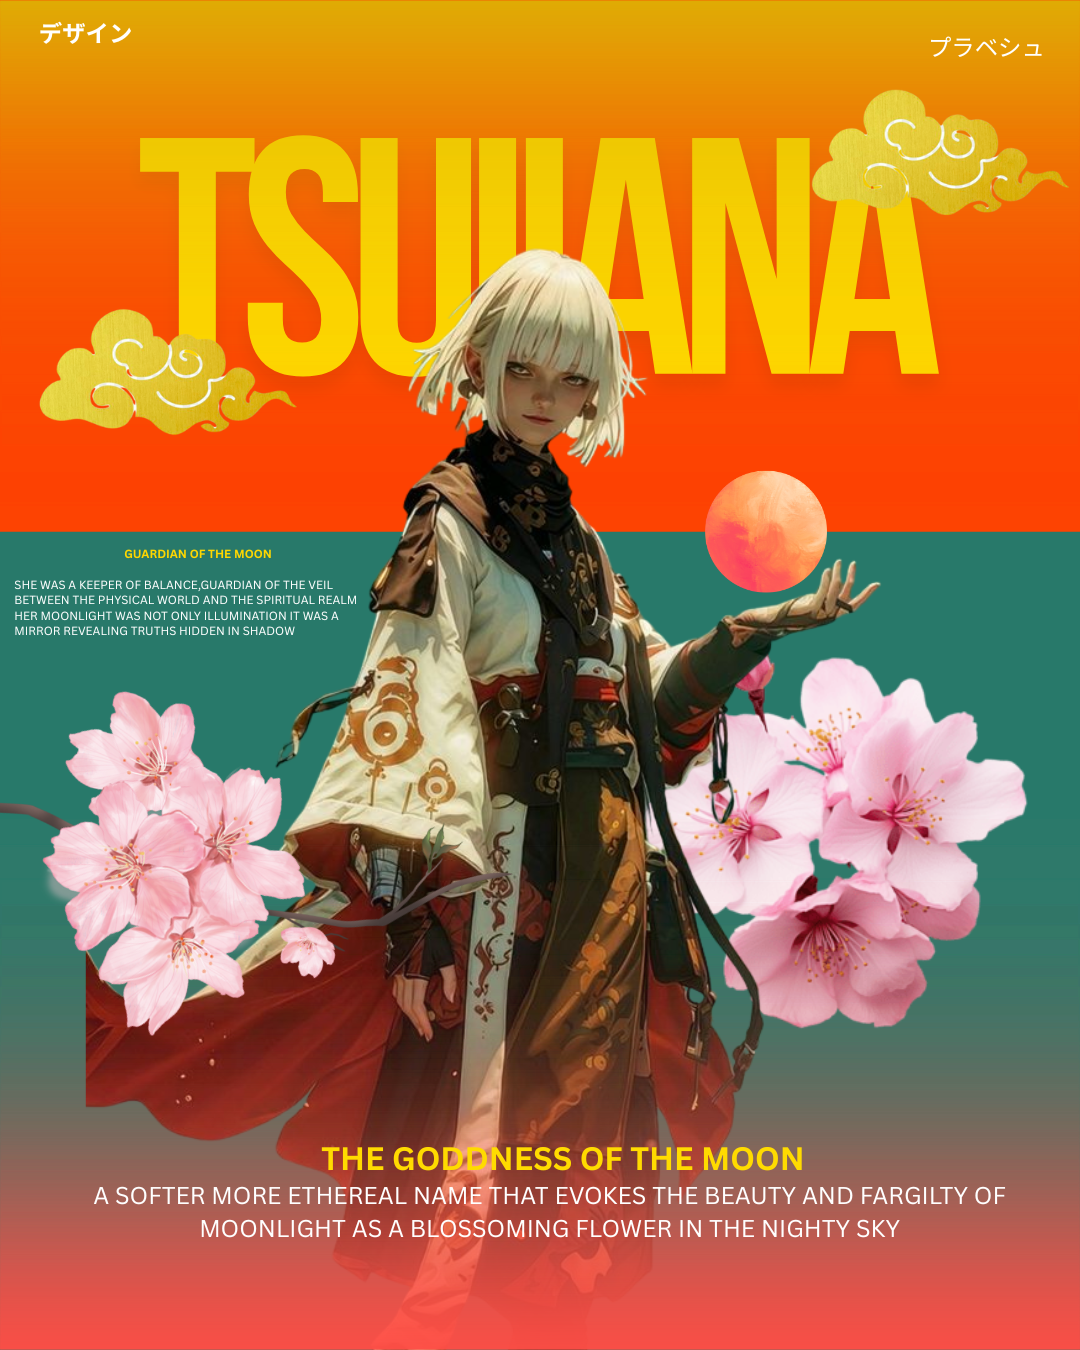 デザイン
プラベシュ
TSUIIANA
GUARDIAN OF THE MOON
SHE WAS A KEEPER OF BALANCE,GUARDIAN OF THE VEIL
BETWEEN THE PHYSICAL WORLD AND THE SPIRITUAL REALM
HER MOONLIGHT WAS NOT ONLY ILLUMINATION IT WAS A
MIRROR REVEALING TRUTHS HIDDEN IN SHADOW
THE GODDNESS OF THE MOON
A SOFTER MORE ETHEREAL NAME THAT EVOKES THE BEAUTY AND FARGILTY OF
MOONLIGHT AS A BLOSSOMING FLOWER IN THE NIGHTY SKY